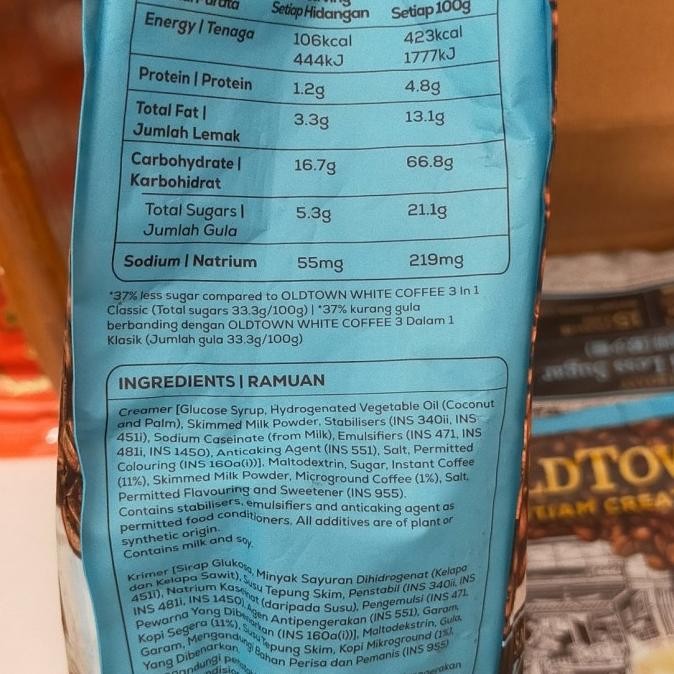 Setiap Hidangan Setiap 100g
Energy | Tenaga 106kcal 423kcal
444kJ 1777kJ
Protein | Protein 1.2g 4.8g
Total Fat | 3.3g 13.1g
Jumlah Lemak
Carbohydrate | 16.7g 66.8g
Karbohidrat
Total Sugars | 5.3g 21.1g
Jumlah Gula
Sodium | Natrium 55mg 219mg
*37% less sugar compared to OLDTOWN WHITE COFFEE 3 In 1
Classic (Total sugars 33.3g/100g) | *37% kurang gula
berbanding dengan OLDTOWN WHITE COFFEE 3 Dalam 1
Klasik (Jumlah gula 33.3g/100g)
INGREDIENTS | RAMUAN
Creamer [Glucose Syrup, Hydrogenated Vegetable Oil (Coconut
and Palm), Skimmed Milk Powder, Stabilisers (INS 340ii, INS
451i), Sodium Caseinate (from Milk), Emulsifiers (INS 471, INS
481i, INS 1450), Anticaking Agent (INS 551), Salt, Permitted
Colouring (INS 160a(i))], Maltodextrin, Sugar, Instant Coffee
(11%), Skimmed Milk Powder, Microground Coffee (1%), Salt,
Permitted Flavouring and Sweetener (INS 955).
Contains stabilisers, emulsifiers and anticaking agent as
permitted food conditioners. All additives are of plant or
synthetic origin.
Contains milk and soy.
Krimer [Sirap Glukosa, Minyak Sayuran Dihidrogenat (Kelapa
dan Kelapa Sawit), Susu Tepung Skim, Penstabil (INS 340ii, INS
451i), Natrium Kaseinat (daripada Susu), Pengemulsi (INS 471,
INS 481i, INS 1450), Agen Antipengerakan (INS 551), Garam,
Pewarna Yang Dibenarkan (INS 160a(i))], Maltodekstrin, Gula,
Kopi Segera (11%), Susu Tepung Skim, Kopi Mikroground (1%),
Garam, Mengandungi Bahan Perisa dan Pemanis (INS 955)
Yang Dibenarkan.
Less Sugar
LDTOW